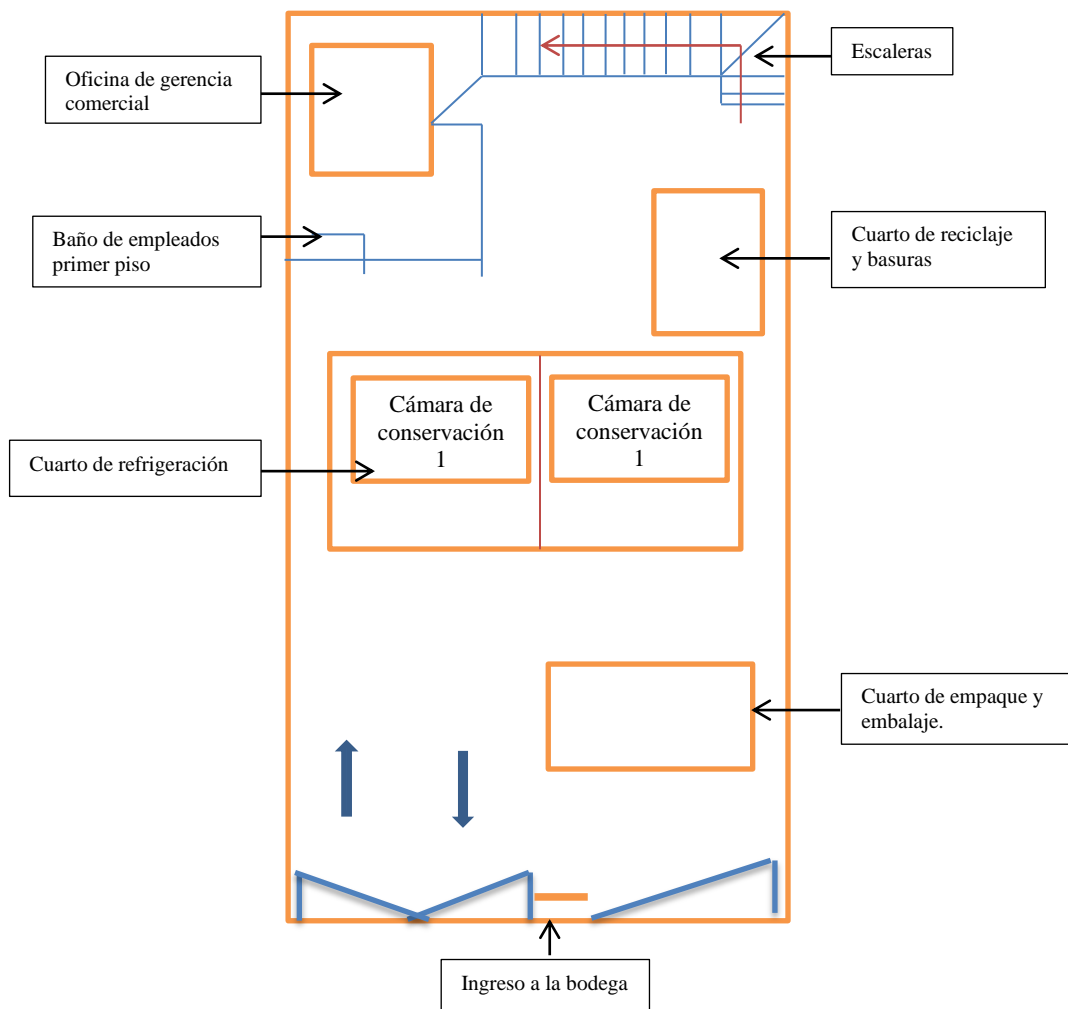 Oficina de gerencia
comercial
Escaleras
Baño de empleados
primer piso
Cuarto de reciclaje
y basuras
Cámara de
conservación
1
Cámara de
conservación
1
Cuarto de refrigeración
Cuarto de empaque y
embalaje.
Ingreso a la bodega